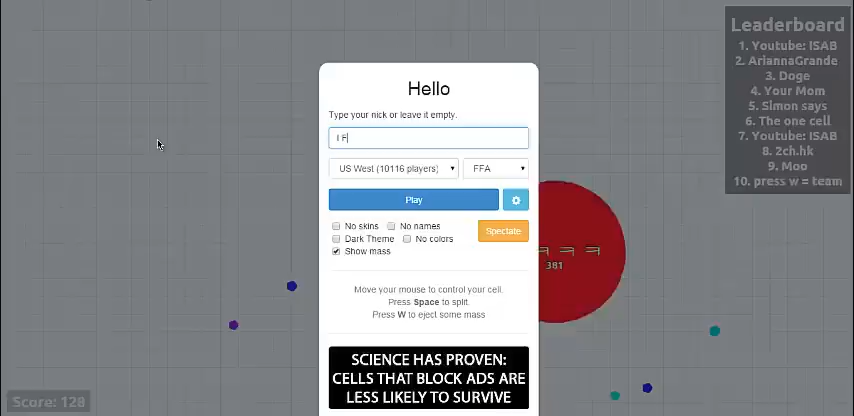 Leaderboard
1. Youtube: ISAB
2. AriannaGrande
3. Doge
4. Your Mom
5. Simon says
6. The one cell
7. Youtube: ISAB
8. 2ch.hk
9. Moo
10. press w = team
Hello
Type your nick or leave it empty.
I F
US West (10116 players)
FFA
Play
No skins
No names
Dark Theme
No colors
Show mass
Spectate
ㅋ ㅋ ㅋ
381
Move your mouse to control your cell.
Press Space to split.
Press W to eject some mass
SCIENCE HAS PROVEN:
CELLS THAT BLOCK ADS ARE
LESS LIKELY TO SURVIVE
Score: 128